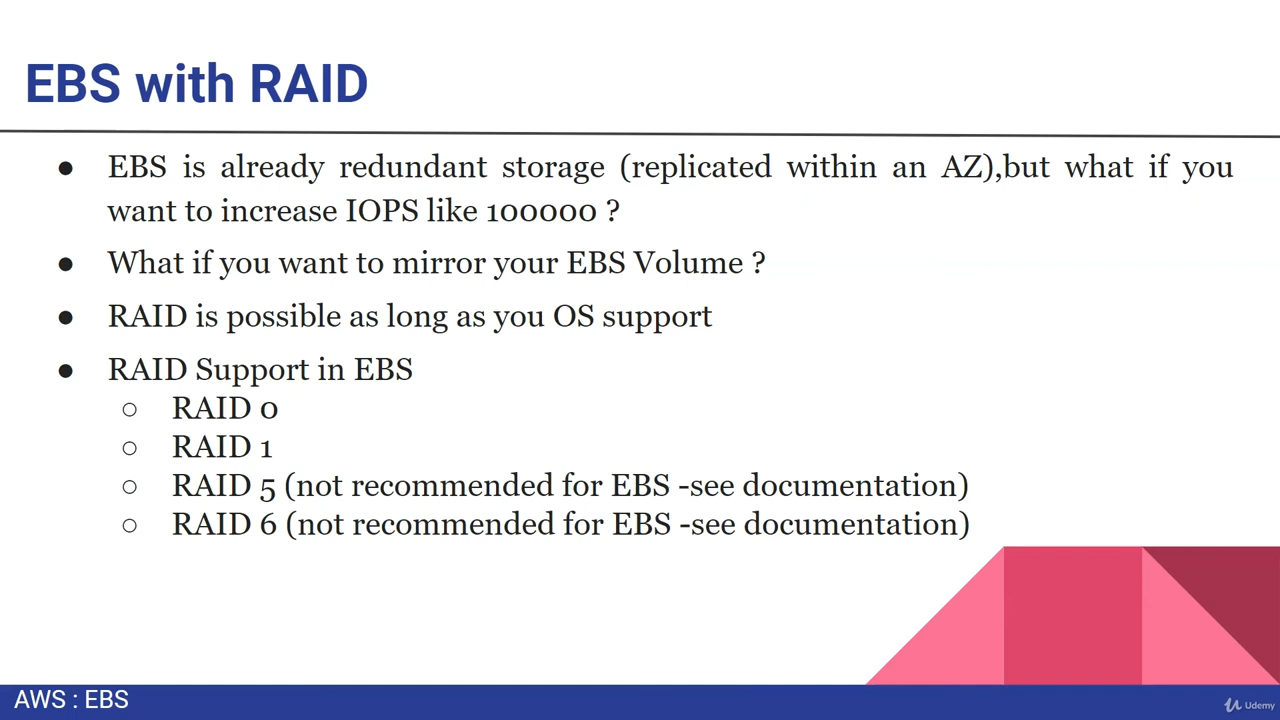 EBS with RAID
● EBS is already redundant storage (replicated within an AZ),but what if you
want to increase IOPS like 100000 ?
● What if you want to mirror your EBS Volume ?
● RAID is possible as long as you OS support
● RAID Support in EBS
○ RAID 0
○ RAID 1
○ RAID 5 (not recommended for EBS -see documentation)
○ RAID 6 (not recommended for EBS -see documentation)
AWS : EBS
Udemy